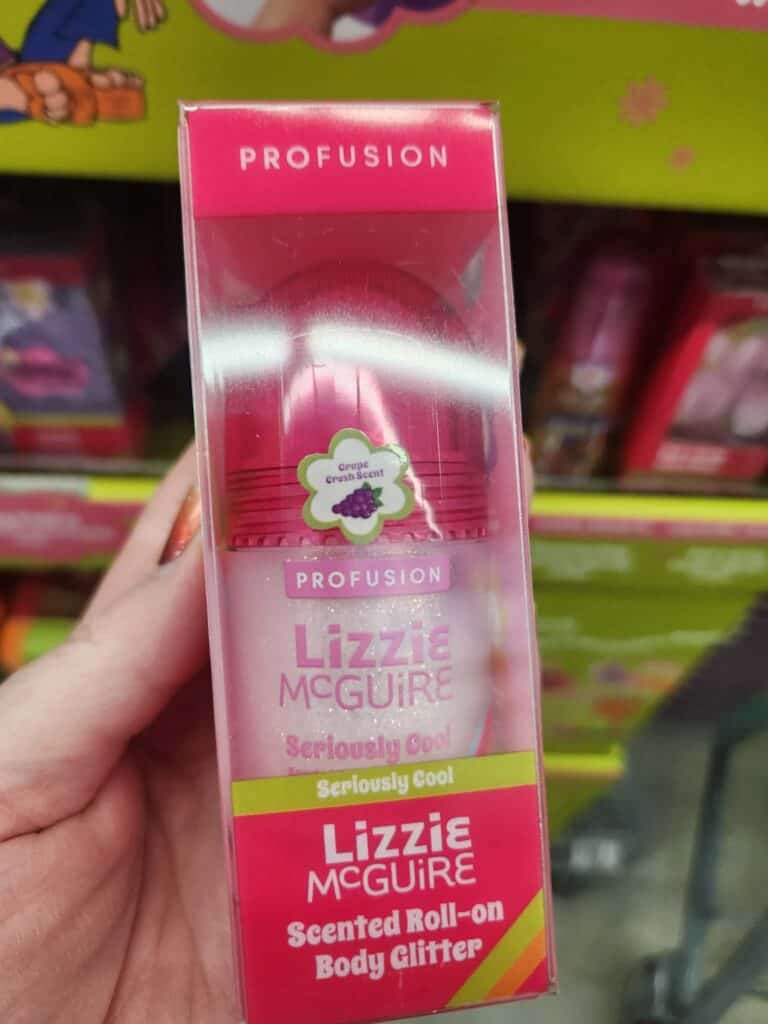 PROFUSION
Grape
Crush Scent
PROFUSION
LizziE
McGUiRE
Seriously Cool
Seriously Cool
LizziE
McGUiRE
Scented Roll-on
Body Glitter